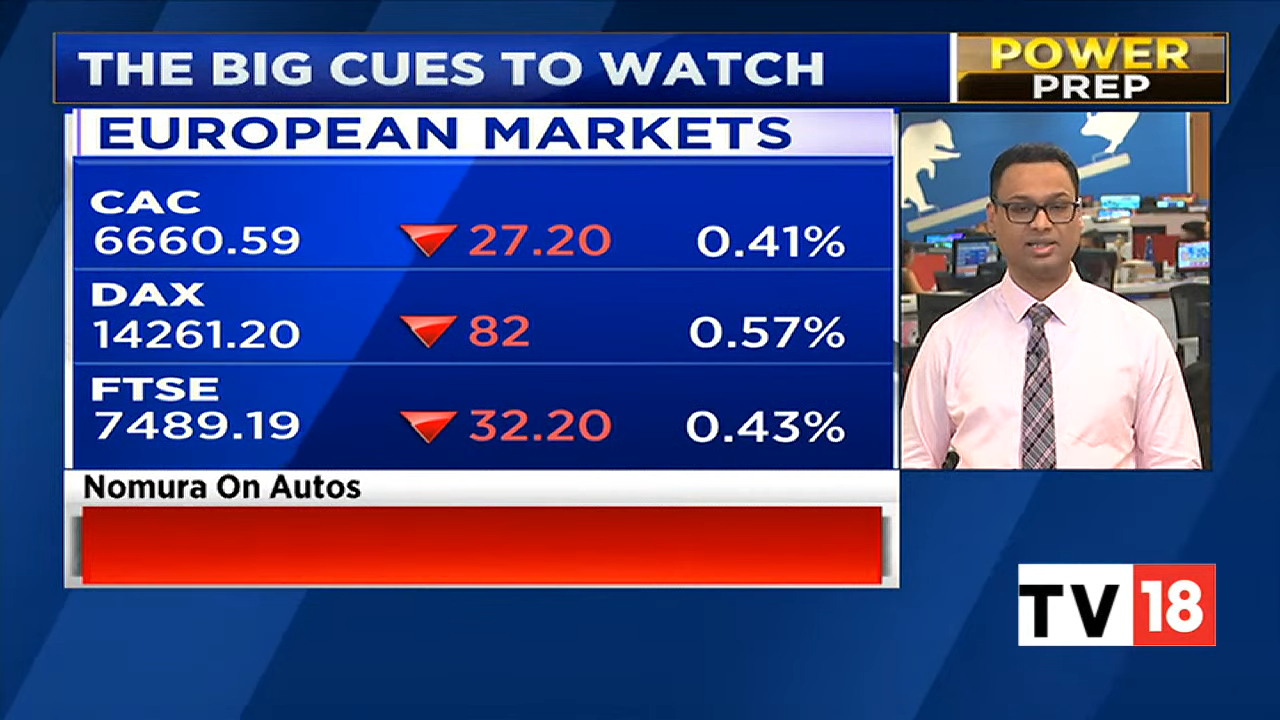 THE BIG CUES TO WATCH
POWER
PREP
EUROPEAN MARKETS
CAC
6660.59 27.20 0.41%
DAX
14261.20 82 0.57%
FTSE
7489.19 32.20 0.43%
Nomura On Autos
TV18